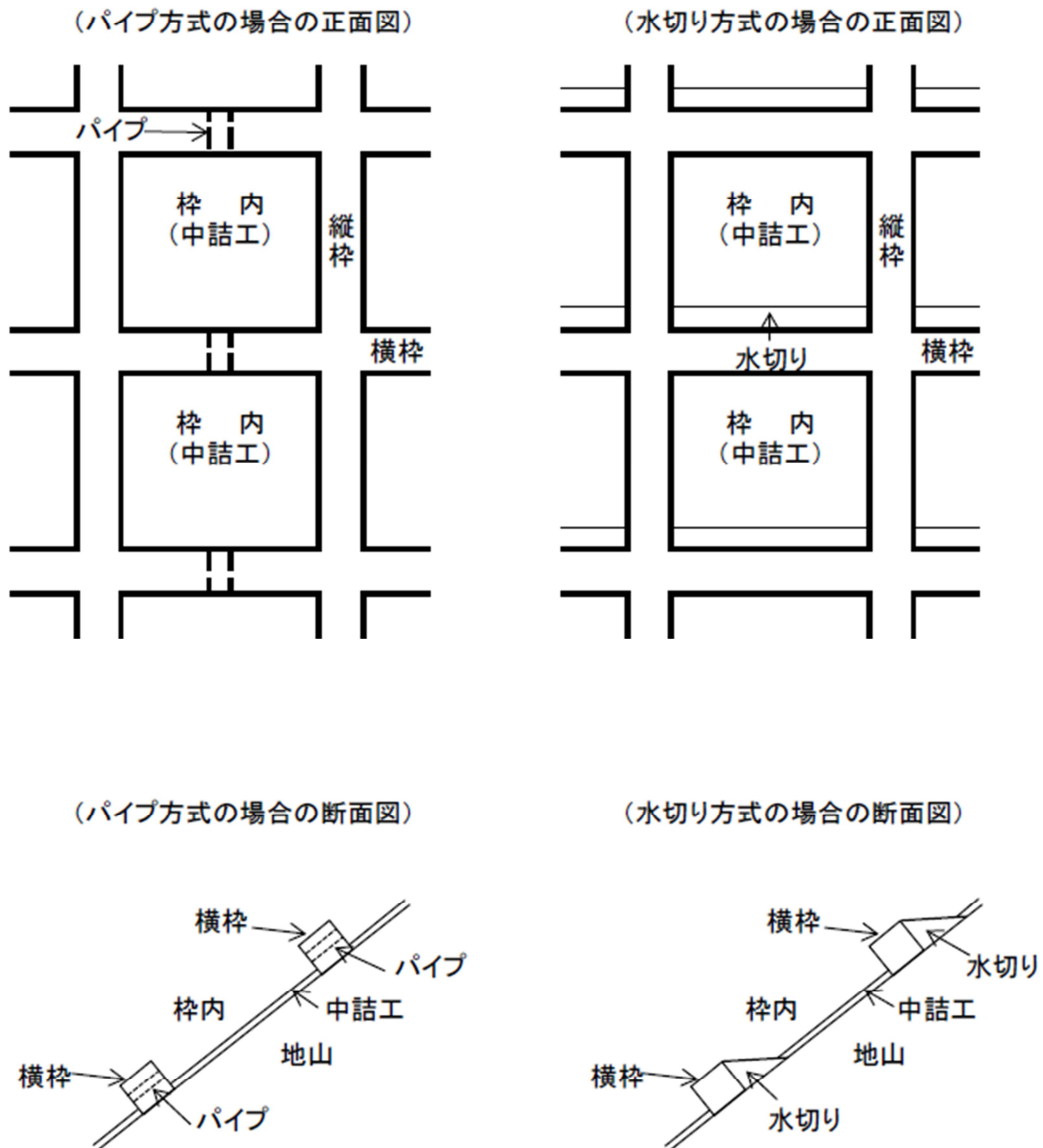 （パイプ方式の場合の正面図）
パイプ
枠　内
（中詰工）
縦枠
横枠
枠　内
（中詰工）
（水切り方式の場合の正面図）
枠　内
（中詰工）
縦枠
水切り
横枠
枠　内
（中詰工）
（パイプ方式の場合の断面図）
横枠
パイプ
枠内
中詰工
地山
横枠
パイプ
（水切り方式の場合の断面図）
横枠
水切り
枠内
中詰工
地山
横枠
水切り